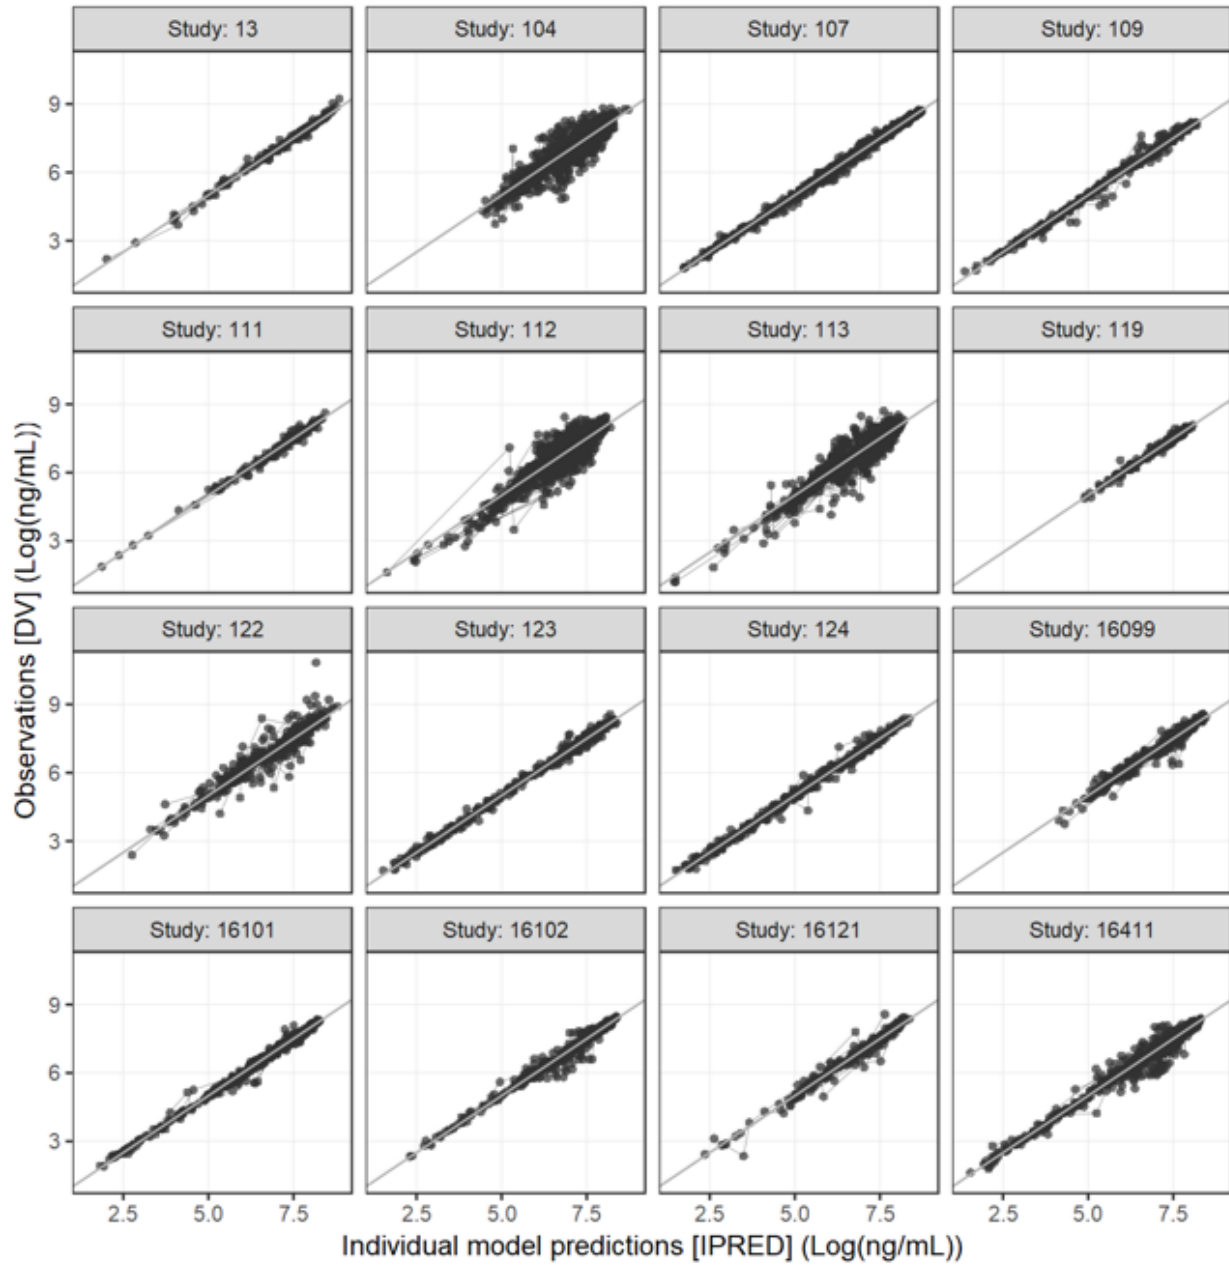 Study: 13
Study: 104
Study: 107
Study: 109
9
6
3
Study: 111
Study: 112
Study: 113
Study: 119
9
6
3
Study: 122
Study: 123
Study: 124
Study: 16099
9
6
3
Study: 16101
Study: 16102
Study: 16121
Study: 16411
9
6
3
2.5 5.0 7.5
2.5 5.0 7.5
2.5 5.0 7.5
2.5 5.0 7.5
Observations [DV] (Log(ng/mL))
Individual model predictions [IPRED] (Log(ng/mL))